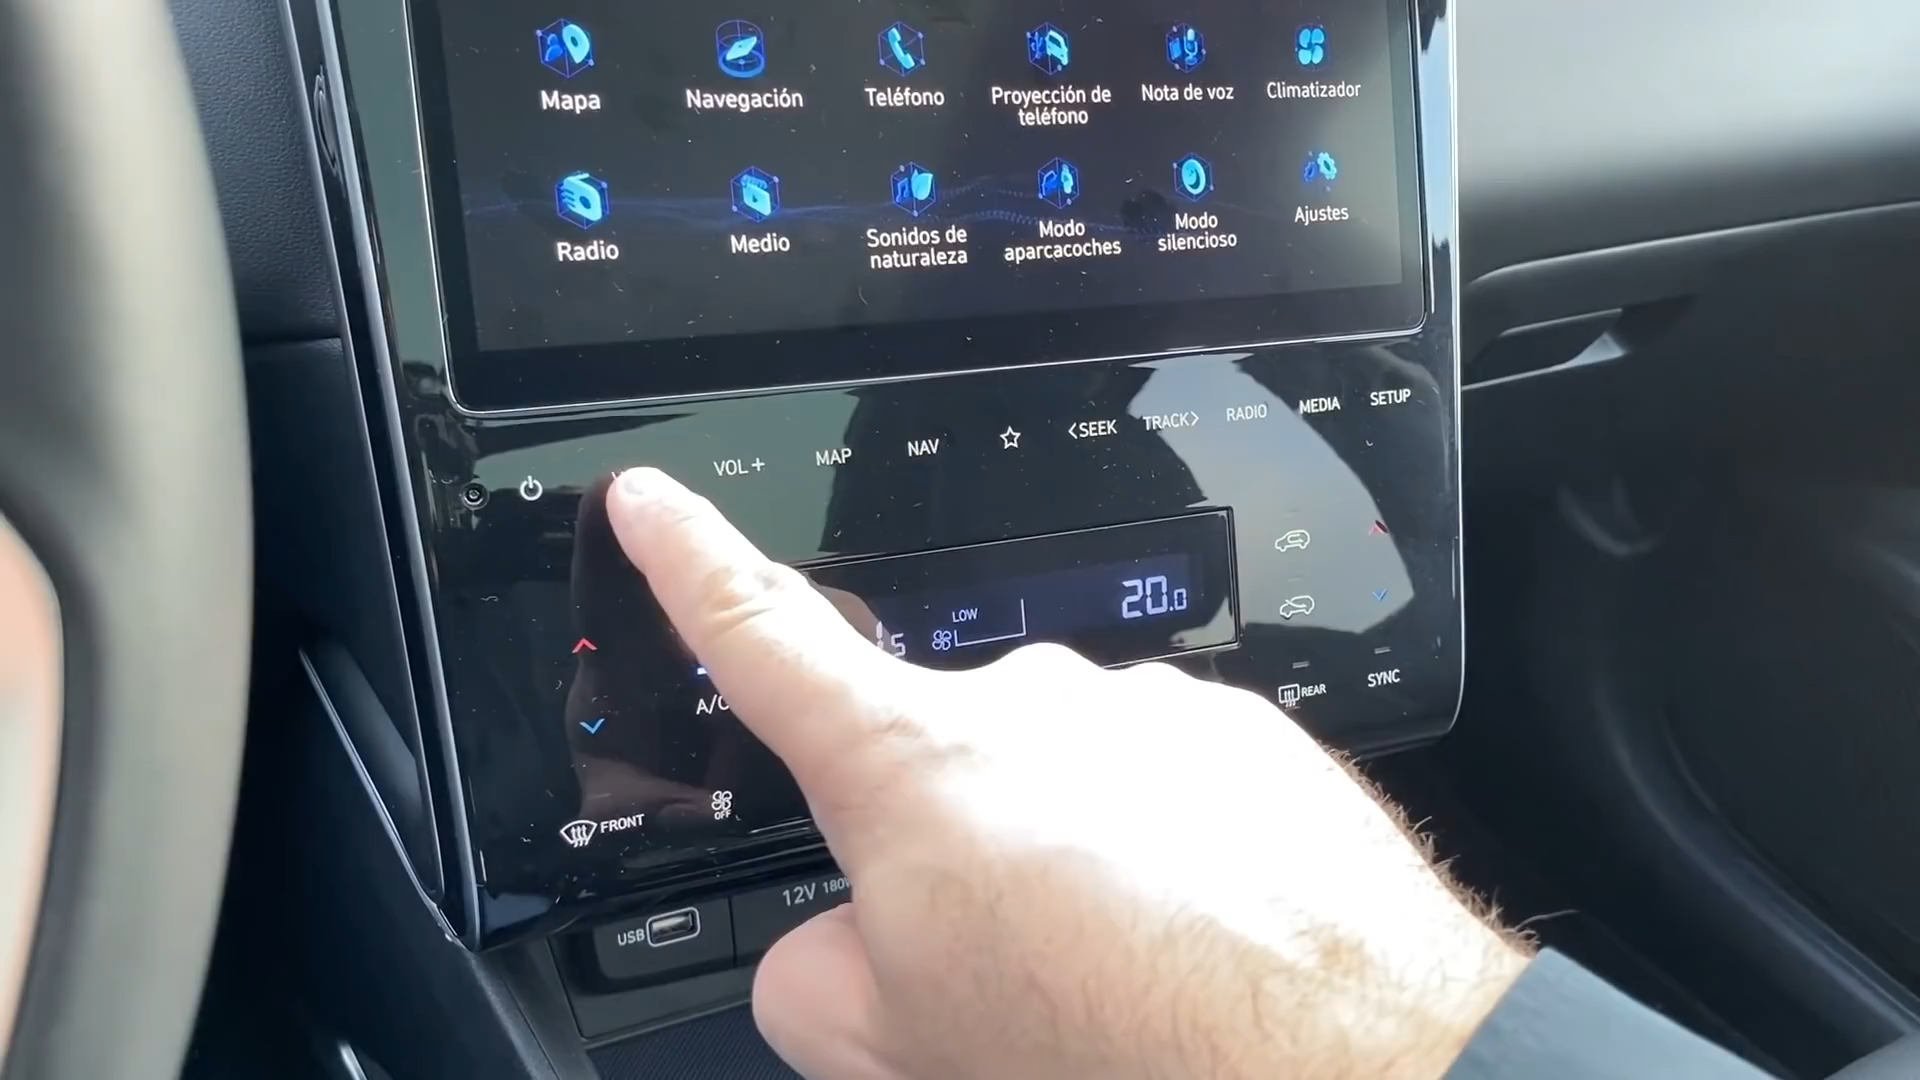 Mapa
Navegación
Teléfono
Proyección de
teléfono
Nota de voz
Climatizador
Radio
Medio
Sonidos de
naturaleza
Modo
aparcacoches
Modo
silencioso
Ajustes
VOL +
MAP
NAV
<SEEK
TRACK>
RADIO
MEDIA
SETUP
LOW
20.0
A/C
REAR
SYNC
FRONT
OFF
USB
12V 180W